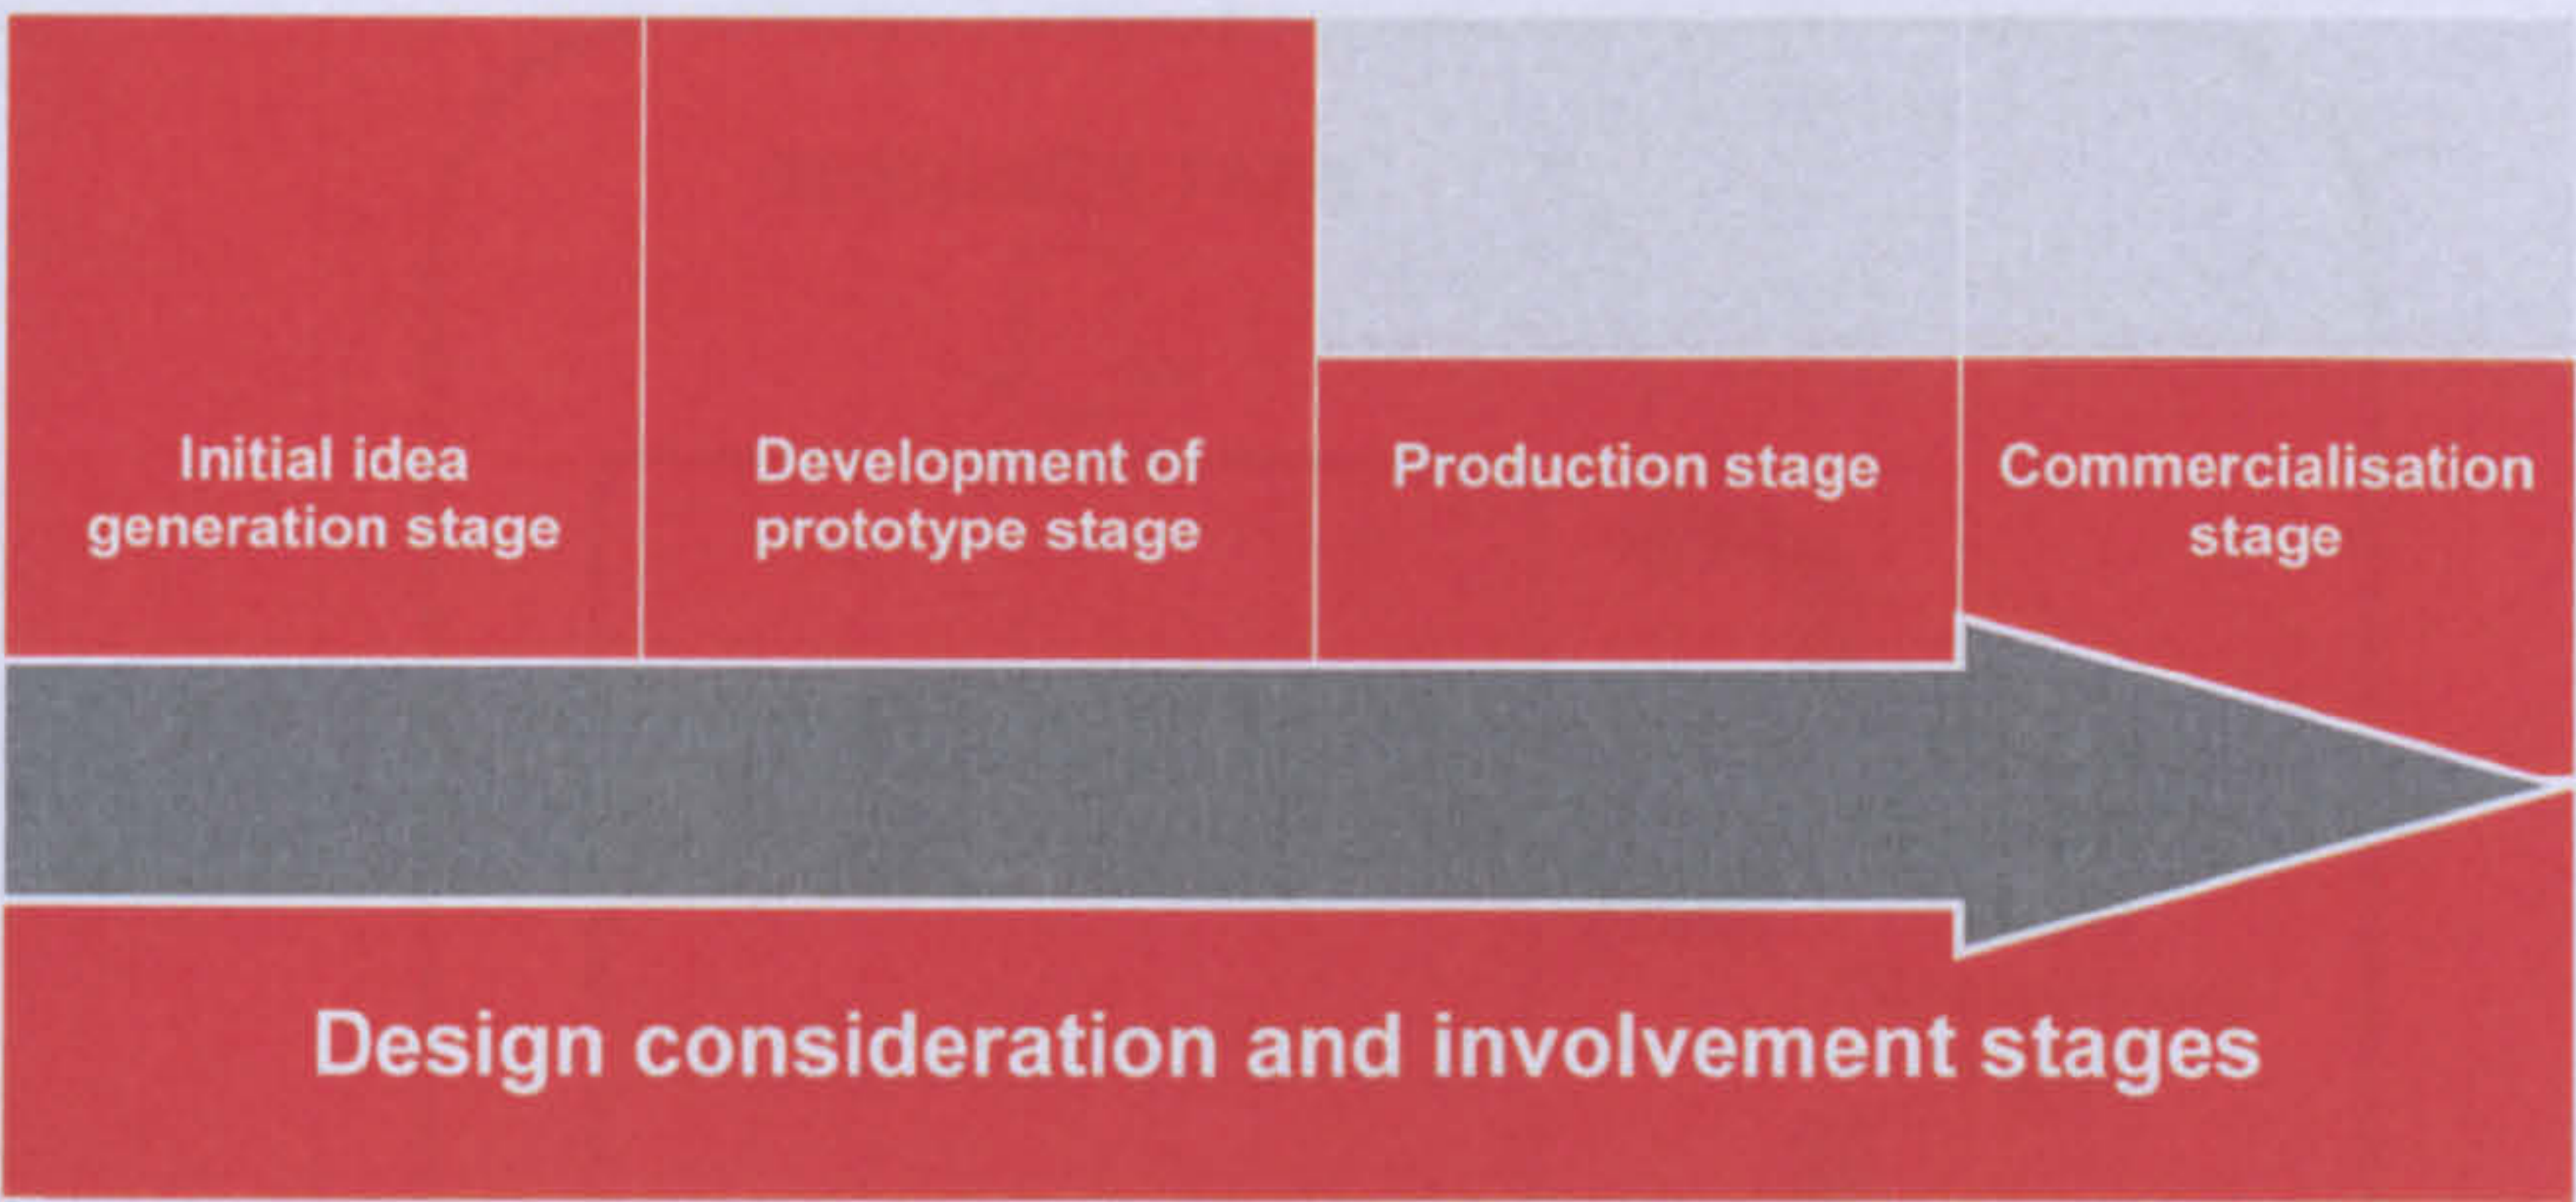 Initial idea
generation stage
Development of
prototype stage
Production stage
Commercialisation
stage
Design consideration and involvement stages